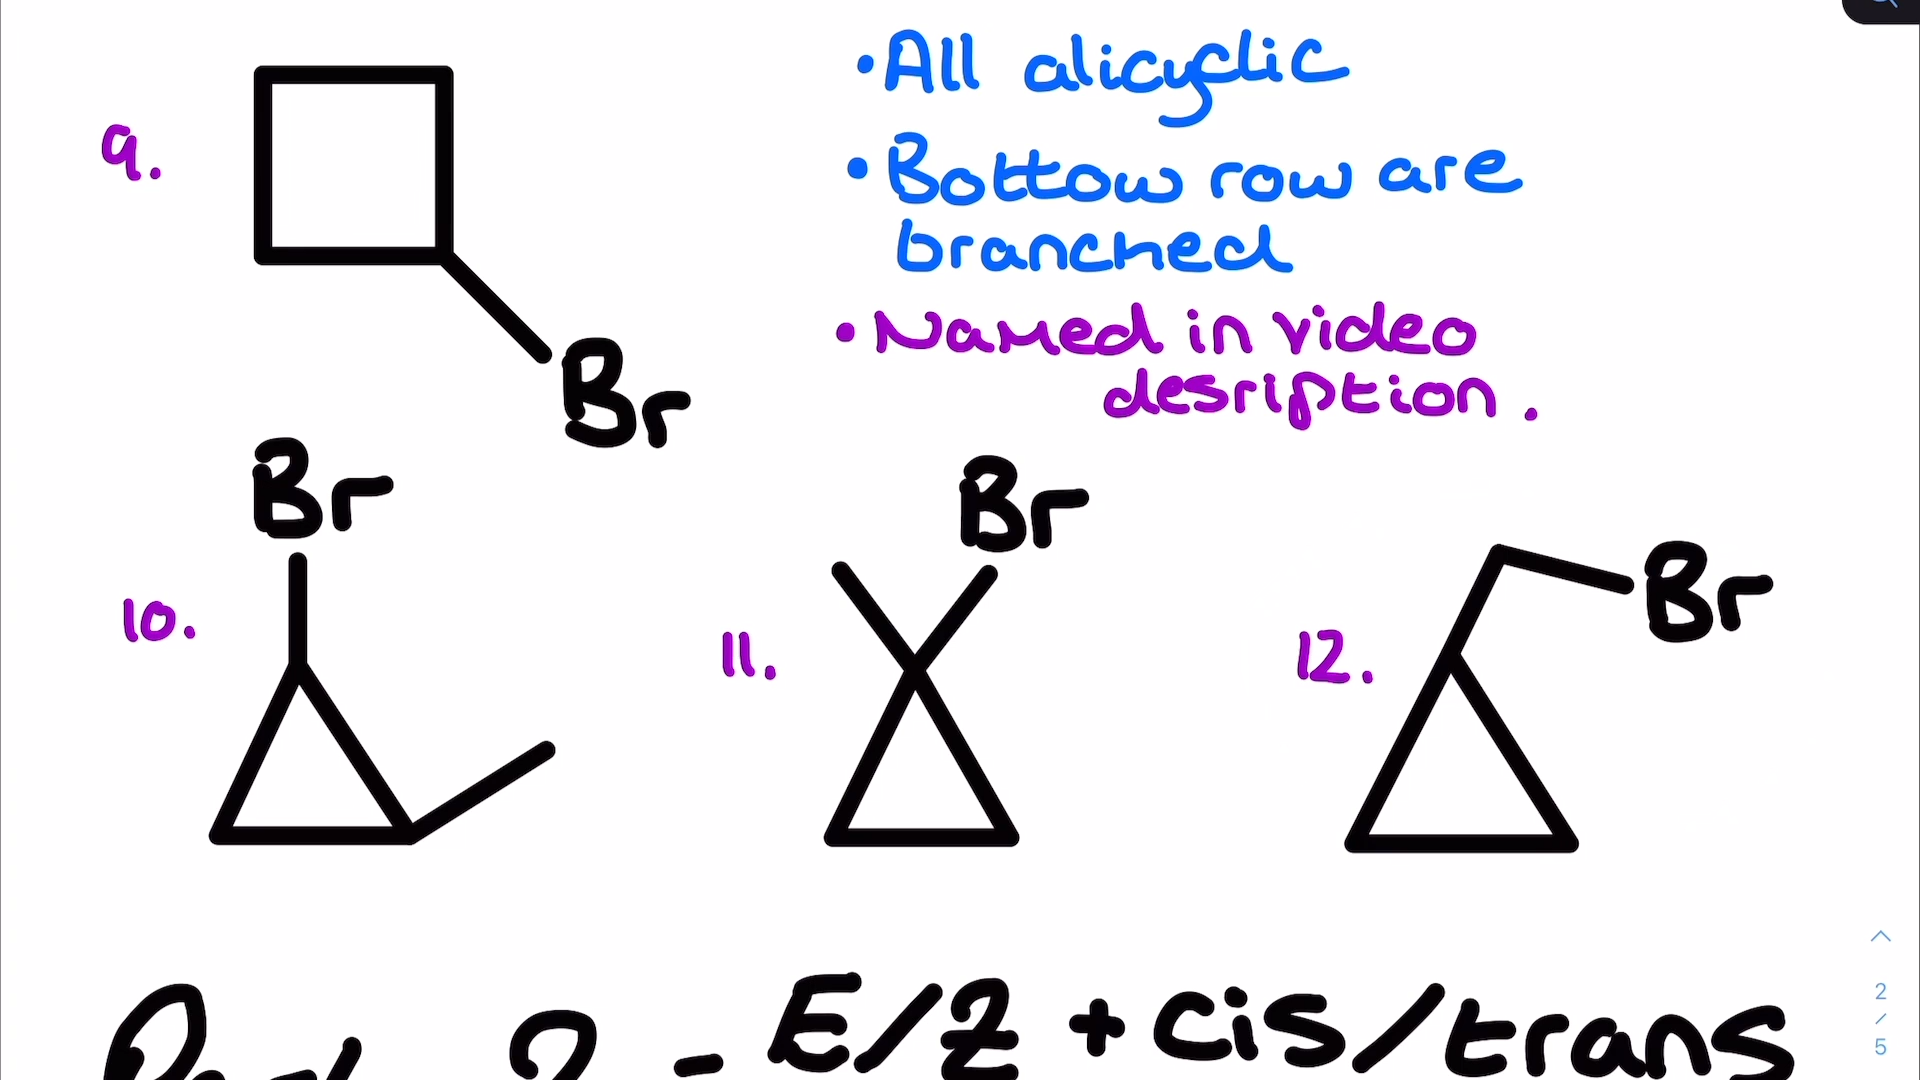 • All alicyclic
• Bottow row are
branched
• Named in video
desription.
9.
Br
Br
Br
Br
10.
11.
12.
- E/Z + cis/trans
2
/
5